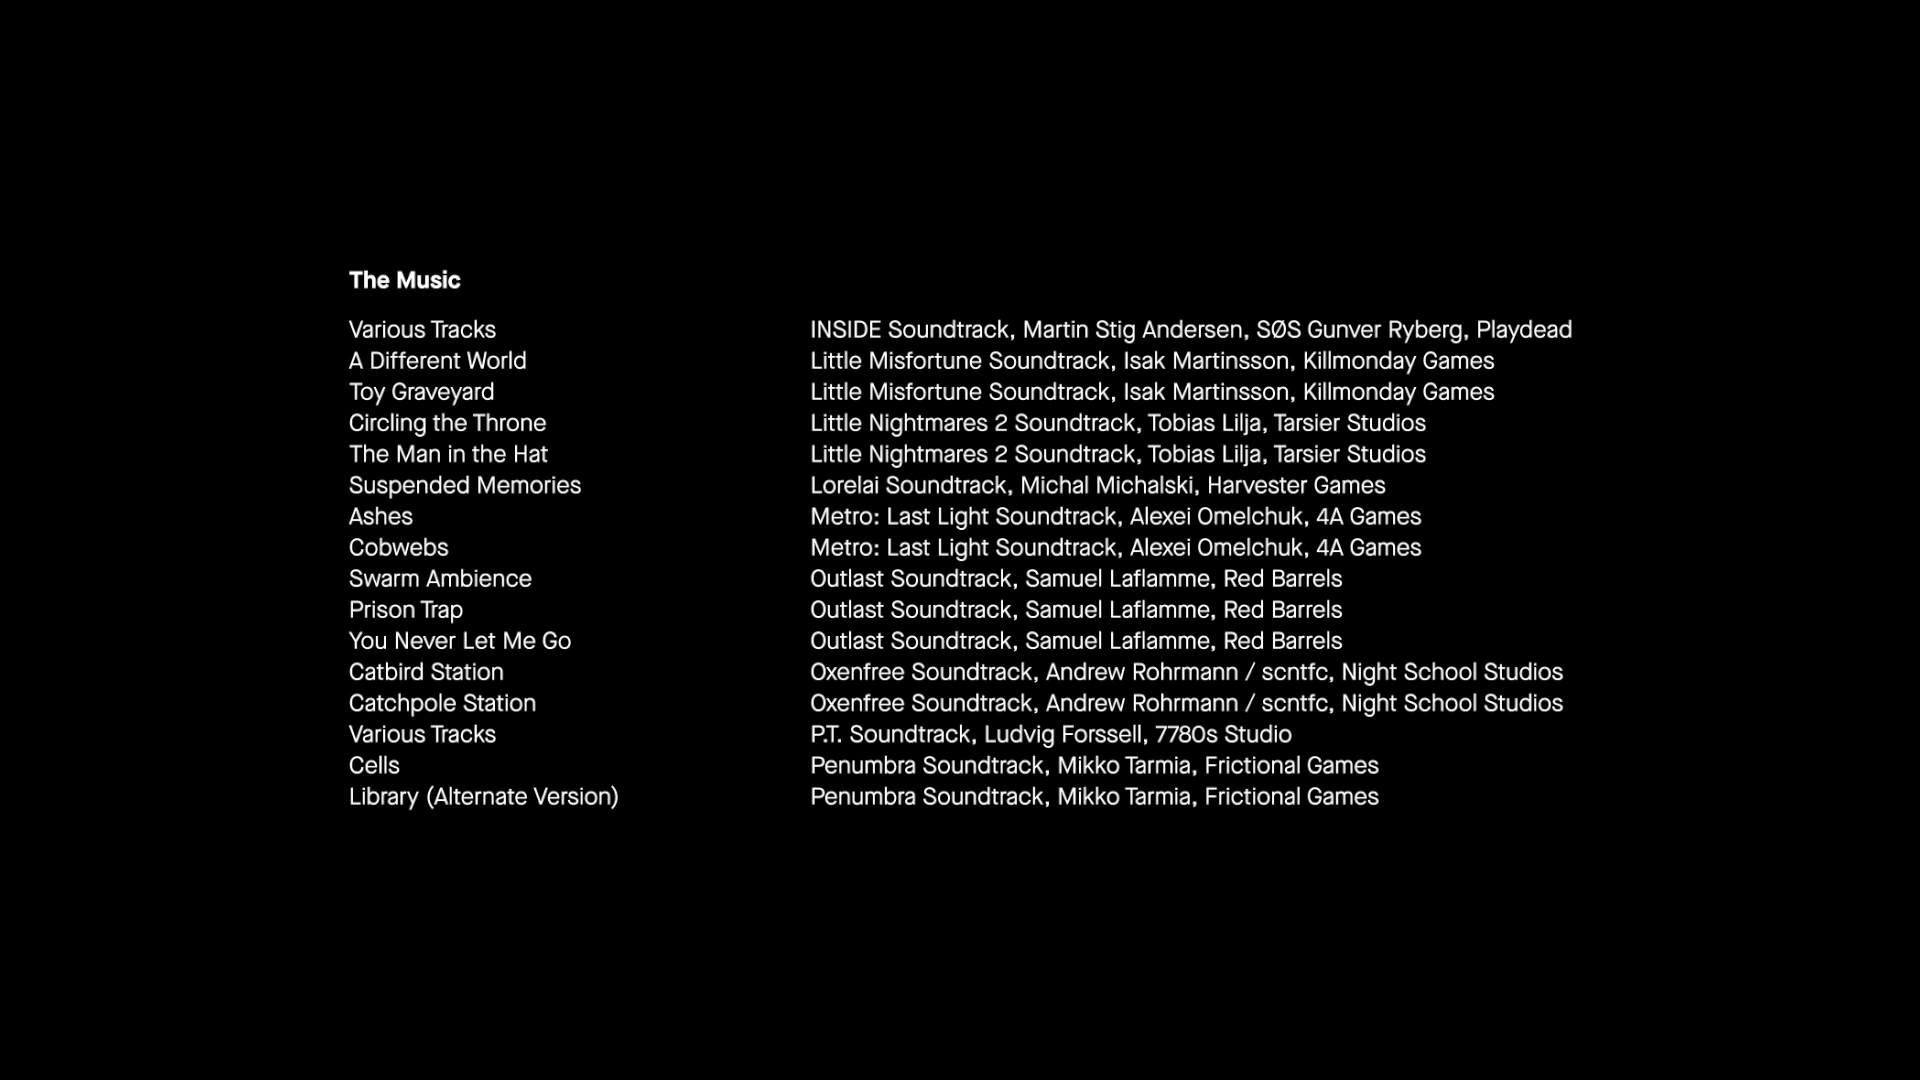 The Music
Various Tracks INSIDE Soundtrack, Martin Stig Andersen, SØS Gunver Ryberg, Playdead
A Different World Little Misfortune Soundtrack, Isak Martinsson, Killmonday Games
Toy Graveyard Little Misfortune Soundtrack, Isak Martinsson, Killmonday Games
Circling the Throne Little Nightmares 2 Soundtrack, Tobias Lilja, Tarsier Studios
The Man in the Hat Little Nightmares 2 Soundtrack, Tobias Lilja, Tarsier Studios
Suspended Memories Lorelai Soundtrack, Michal Michalski, Harvester Games
Ashes Metro: Last Light Soundtrack, Alexei Omelchuk, 4A Games
Cobwebs Metro: Last Light Soundtrack, Alexei Omelchuk, 4A Games
Swarm Ambience Outlast Soundtrack, Samuel Laflamme, Red Barrels
Prison Trap Outlast Soundtrack, Samuel Laflamme, Red Barrels
You Never Let Me Go Outlast Soundtrack, Samuel Laflamme, Red Barrels
Catbird Station Oxenfree Soundtrack, Andrew Rohrmann / scntfc, Night School Studios
Catchpole Station Oxenfree Soundtrack, Andrew Rohrmann / scntfc, Night School Studios
Various Tracks P.T. Soundtrack, Ludvig Forssell, 7780s Studio
Cells Penumbra Soundtrack, Mikko Tarmia, Frictional Games
Library (Alternate Version) Penumbra Soundtrack, Mikko Tarmia, Frictional Games